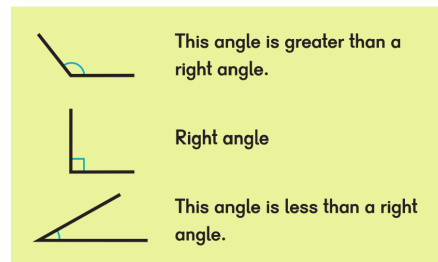 This angle is greater than a
right angle.
Right angle
This angle is less than a right
angle.